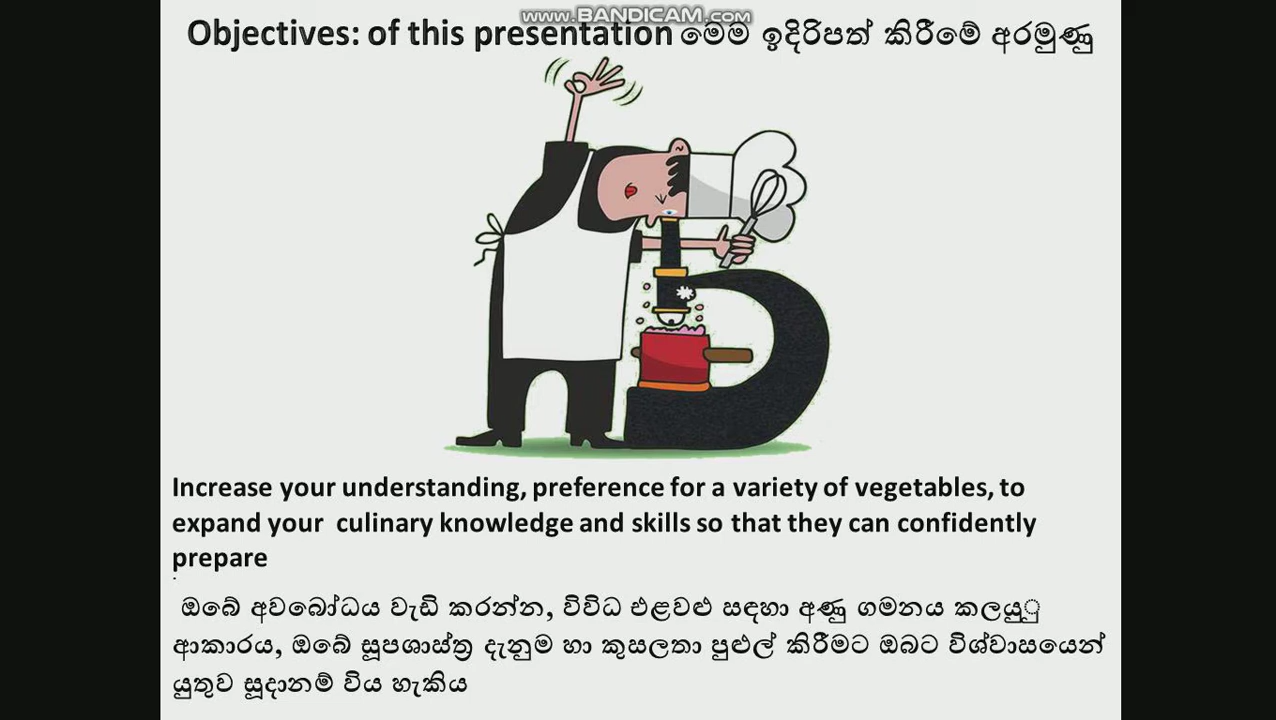 www.BANDICAM.com
Objectives: of this presentation මෙම ඉදිරිපත් කිරීමේ අරමුණු
Increase your understanding, preference for a variety of vegetables, to
expand your culinary knowledge and skills so that they can confidently
prepare
.
ඔබේ අවබෝධය වැඩි කරන්න, විවිධ එළවළු සඳහා අණු ගමනය කලයුුු
ආකාරය, ඔබේ සූපශාස්ත්‍ර දැනුම හා කුසලතා පුළුල් කිරීමට ඔබට විශ්වාසයෙන්
යුතුව සූදානම් විය හැකිය